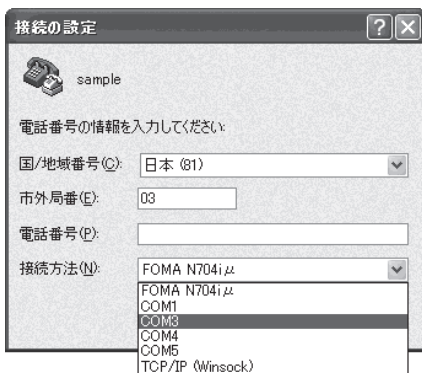 接続の設定
sample
電話番号の情報を入力してください:
国/地域番号(C): 日本 (81)
市外局番(E): 03
電話番号(P):
接続方法(N): FOMA N704iμ
FOMA N704iμ
COM1
COM3
COM4
COM5
TCP/IP (Winsock)